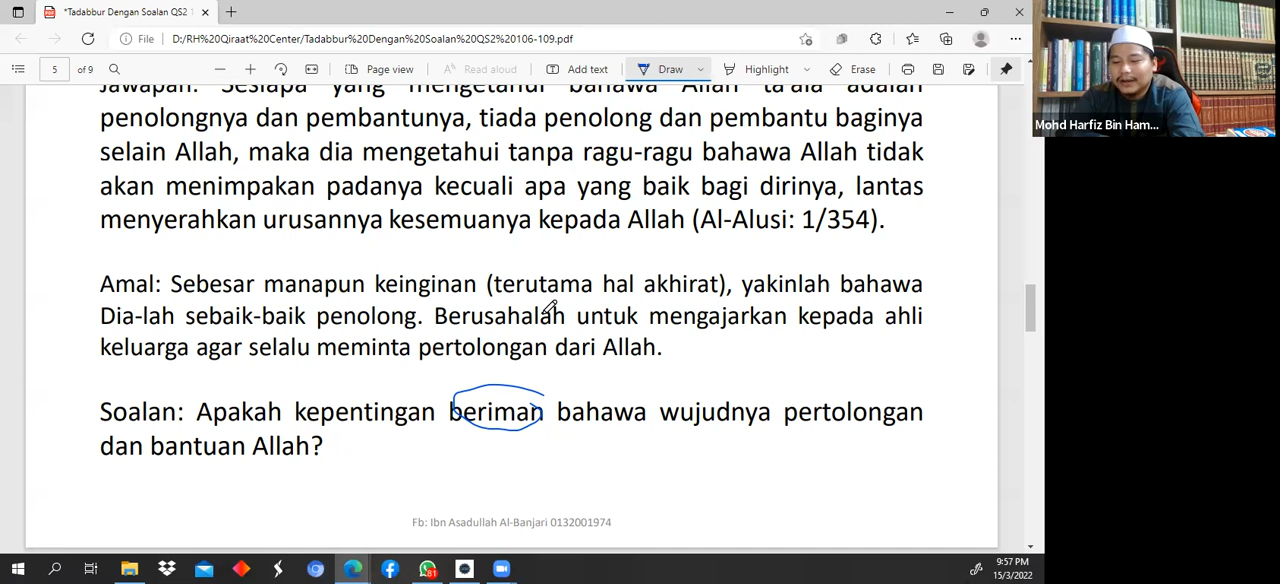 *Tadabbur Dengan Soalan QS2 1
File
D:/RH%20Qiraat%20Center/Tadabbur%20Dengan%20Soalan%20QS2%20106-109.pdf
5 of 9
Page view
Read aloud
Add text
Draw
Highlight
Erase
Mohd Harfiz Bin Ham...
Jawapan: Sesiapa yang mengetahui bahawa Allah ta'ala adalah
penolongnya dan pembantunya, tiada penolong dan pembantu baginya
selain Allah, maka dia mengetahui tanpa ragu-ragu bahawa Allah tidak
akan menimpakan padanya kecuali apa yang baik bagi dirinya, lantas
menyerahkan urusannya kesemuanya kepada Allah (Al-Alusi: 1/354).
Amal: Sebesar manapun keinginan (terutama hal akhirat), yakinlah bahawa
Dia-lah sebaik-baik penolong. Berusahalah untuk mengajarkan kepada ahli
keluarga agar selalu meminta pertolongan dari Allah.
Soalan: Apakah kepentingan beriman bahawa wujudnya pertolongan
dan bantuan Allah?
Fb: Ibn Asadullah Al-Banjari 0132001974
81
9:57 PM
15/3/2022